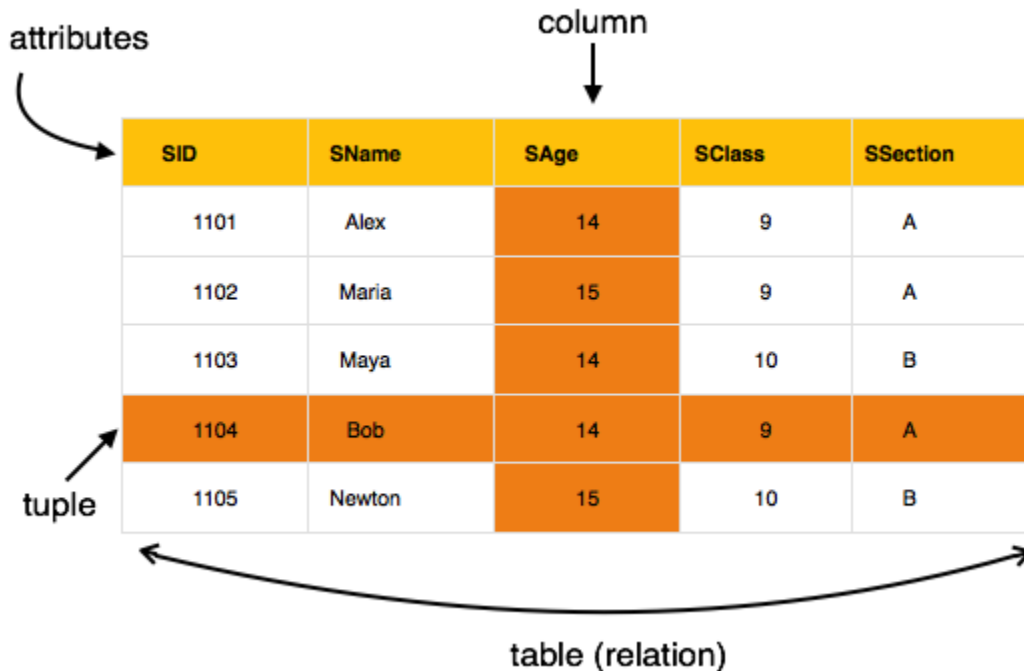 attributes
column
SID SName SAge SClass SSection
1101 Alex 14 9 A
1102 Maria 15 9 A
1103 Maya 14 10 B
1104 Bob 14 9 A
tuple
1105 Newton 15 10 B
table (relation)